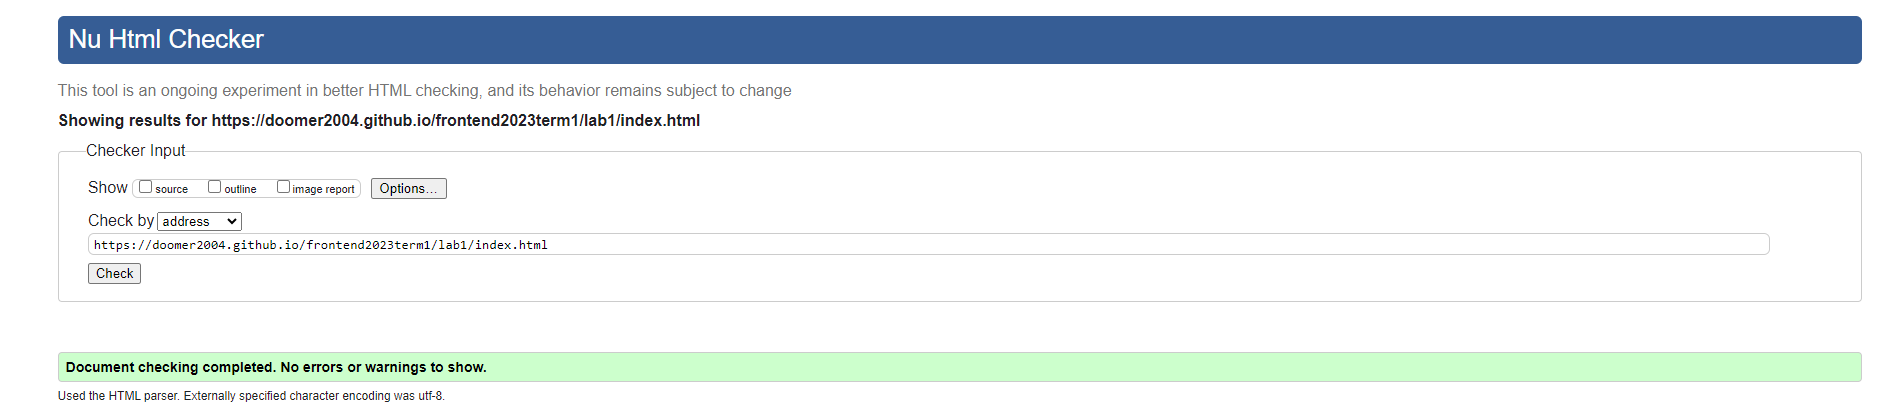 Nu Html Checker
This tool is an ongoing experiment in better HTML checking, and its behavior remains subject to change
Showing results for https://doomer2004.github.io/frontend2023term1/lab1/index.html
Checker Input
Show source outline image report Options...
Check by address
https://doomer2004.github.io/frontend2023term1/lab1/index.html
Check
Document checking completed. No errors or warnings to show.
Used the HTML parser. Externally specified character encoding was utf-8.